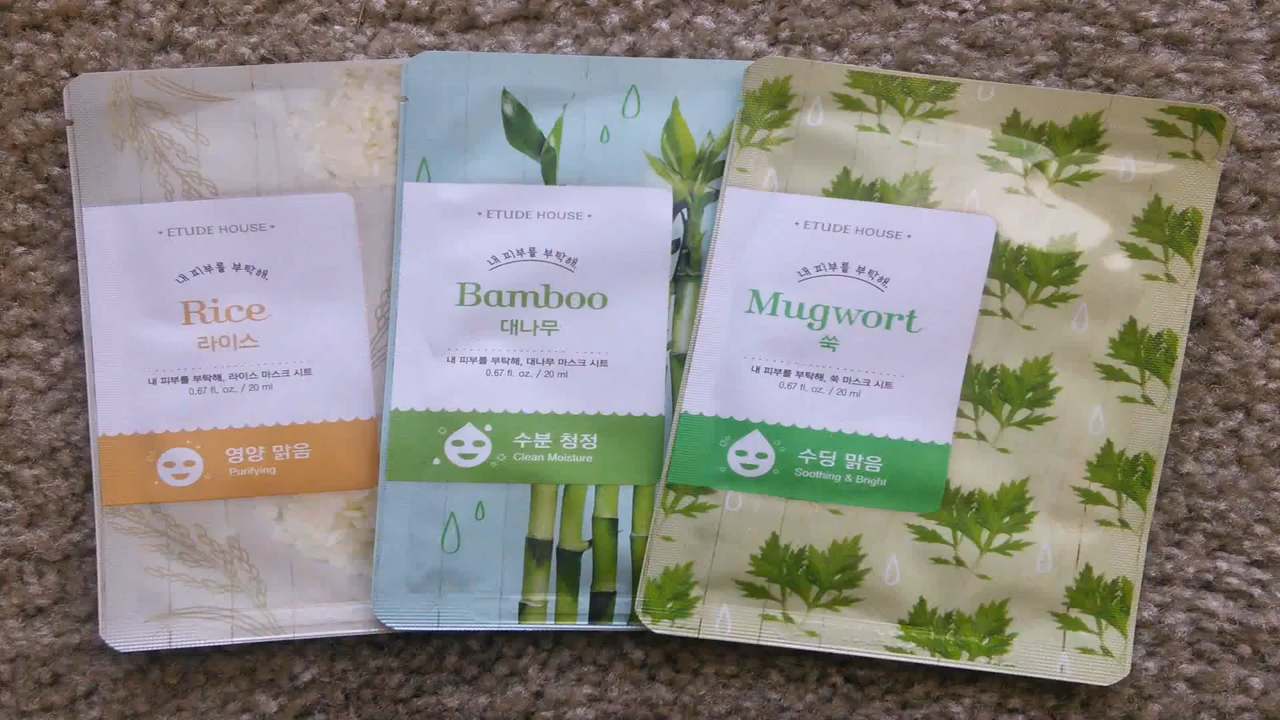 ETUDE HOUSE
내 피부를 부탁해.
Rice
라이스
내 피부를 부탁해, 라이스 마스크 시트
0.67 fl. oz. / 20 ml
영양 맑음
Purifying
ETUDE HOUSE
내 피부를 부탁해.
Bamboo
대나무
내 피부를 부탁해, 대나무 마스크 시트
0.67 fl. oz. / 20 ml
수분 청정
Clean Moisture
ETUDE HOUSE
내 피부를 부탁해.
Mugwort
쑥
내 피부를 부탁해, 쑥 마스크 시트
0.67 fl. oz. / 20 ml
수딩 맑음
Soothing & Bright